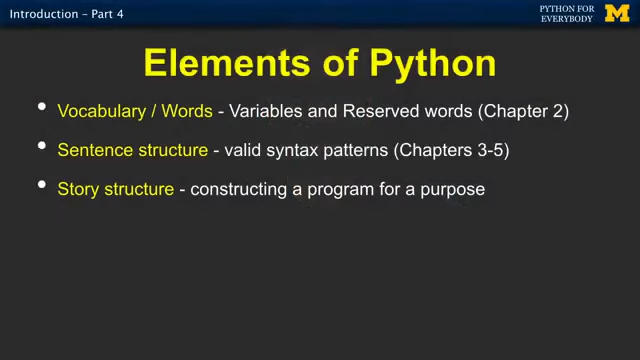 Introduction – Part 4
PYTHON FOR
EVERYBODY
Elements of Python
• Vocabulary / Words - Variables and Reserved words (Chapter 2)
• Sentence structure - valid syntax patterns (Chapters 3-5)
• Story structure - constructing a program for a purpose